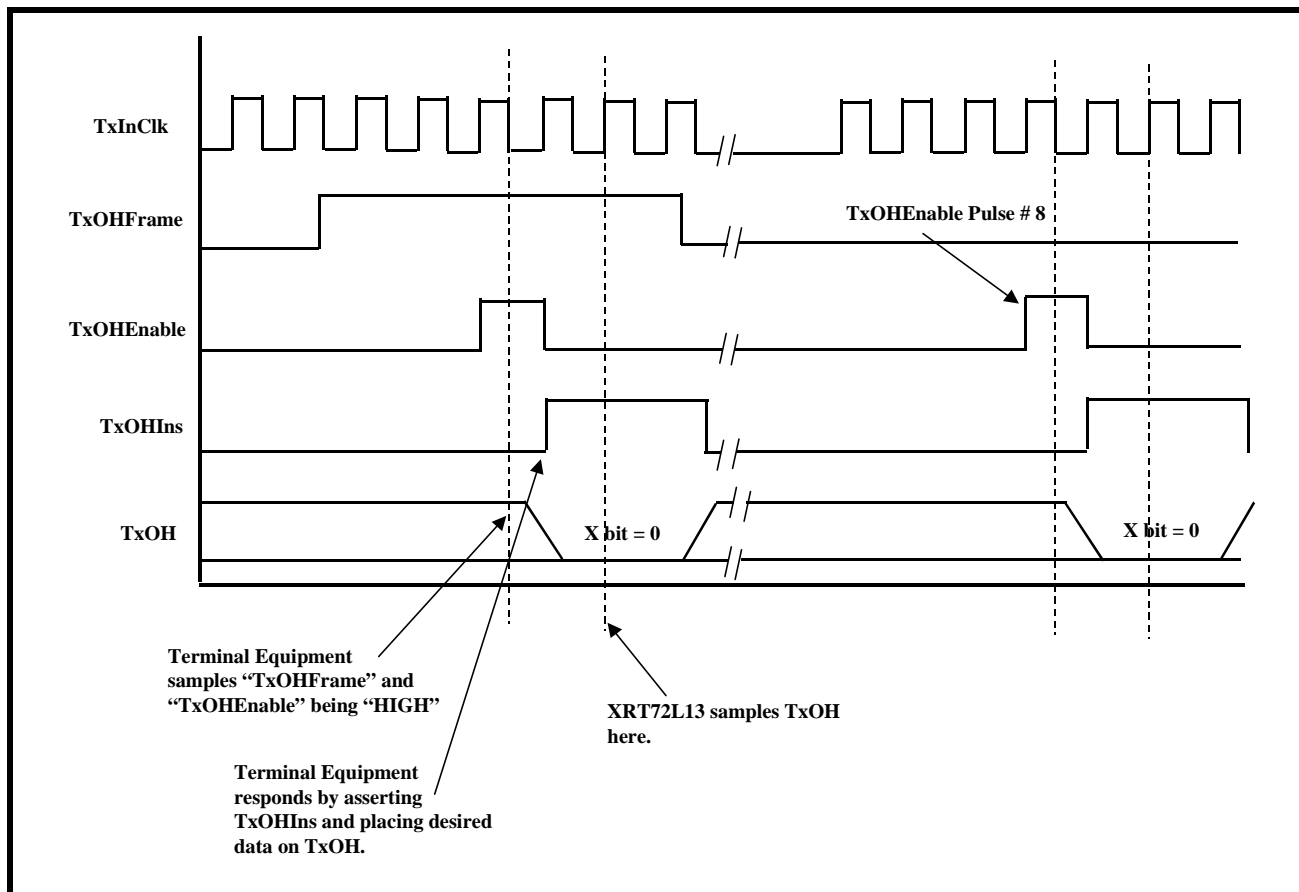 TxInClk
TxOHFrame
TxOHEnable Pulse # 8
TxOHEnable
TxOHIns
TxOH
X bit = 0
X bit = 0
Terminal Equipment
samples “TxOHFrame” and
“TxOHEnable” being “HIGH”
XRT72L13 samples TxOH
here.
Terminal Equipment
responds by asserting
TxOHIns and placing desired
data on TxOH.